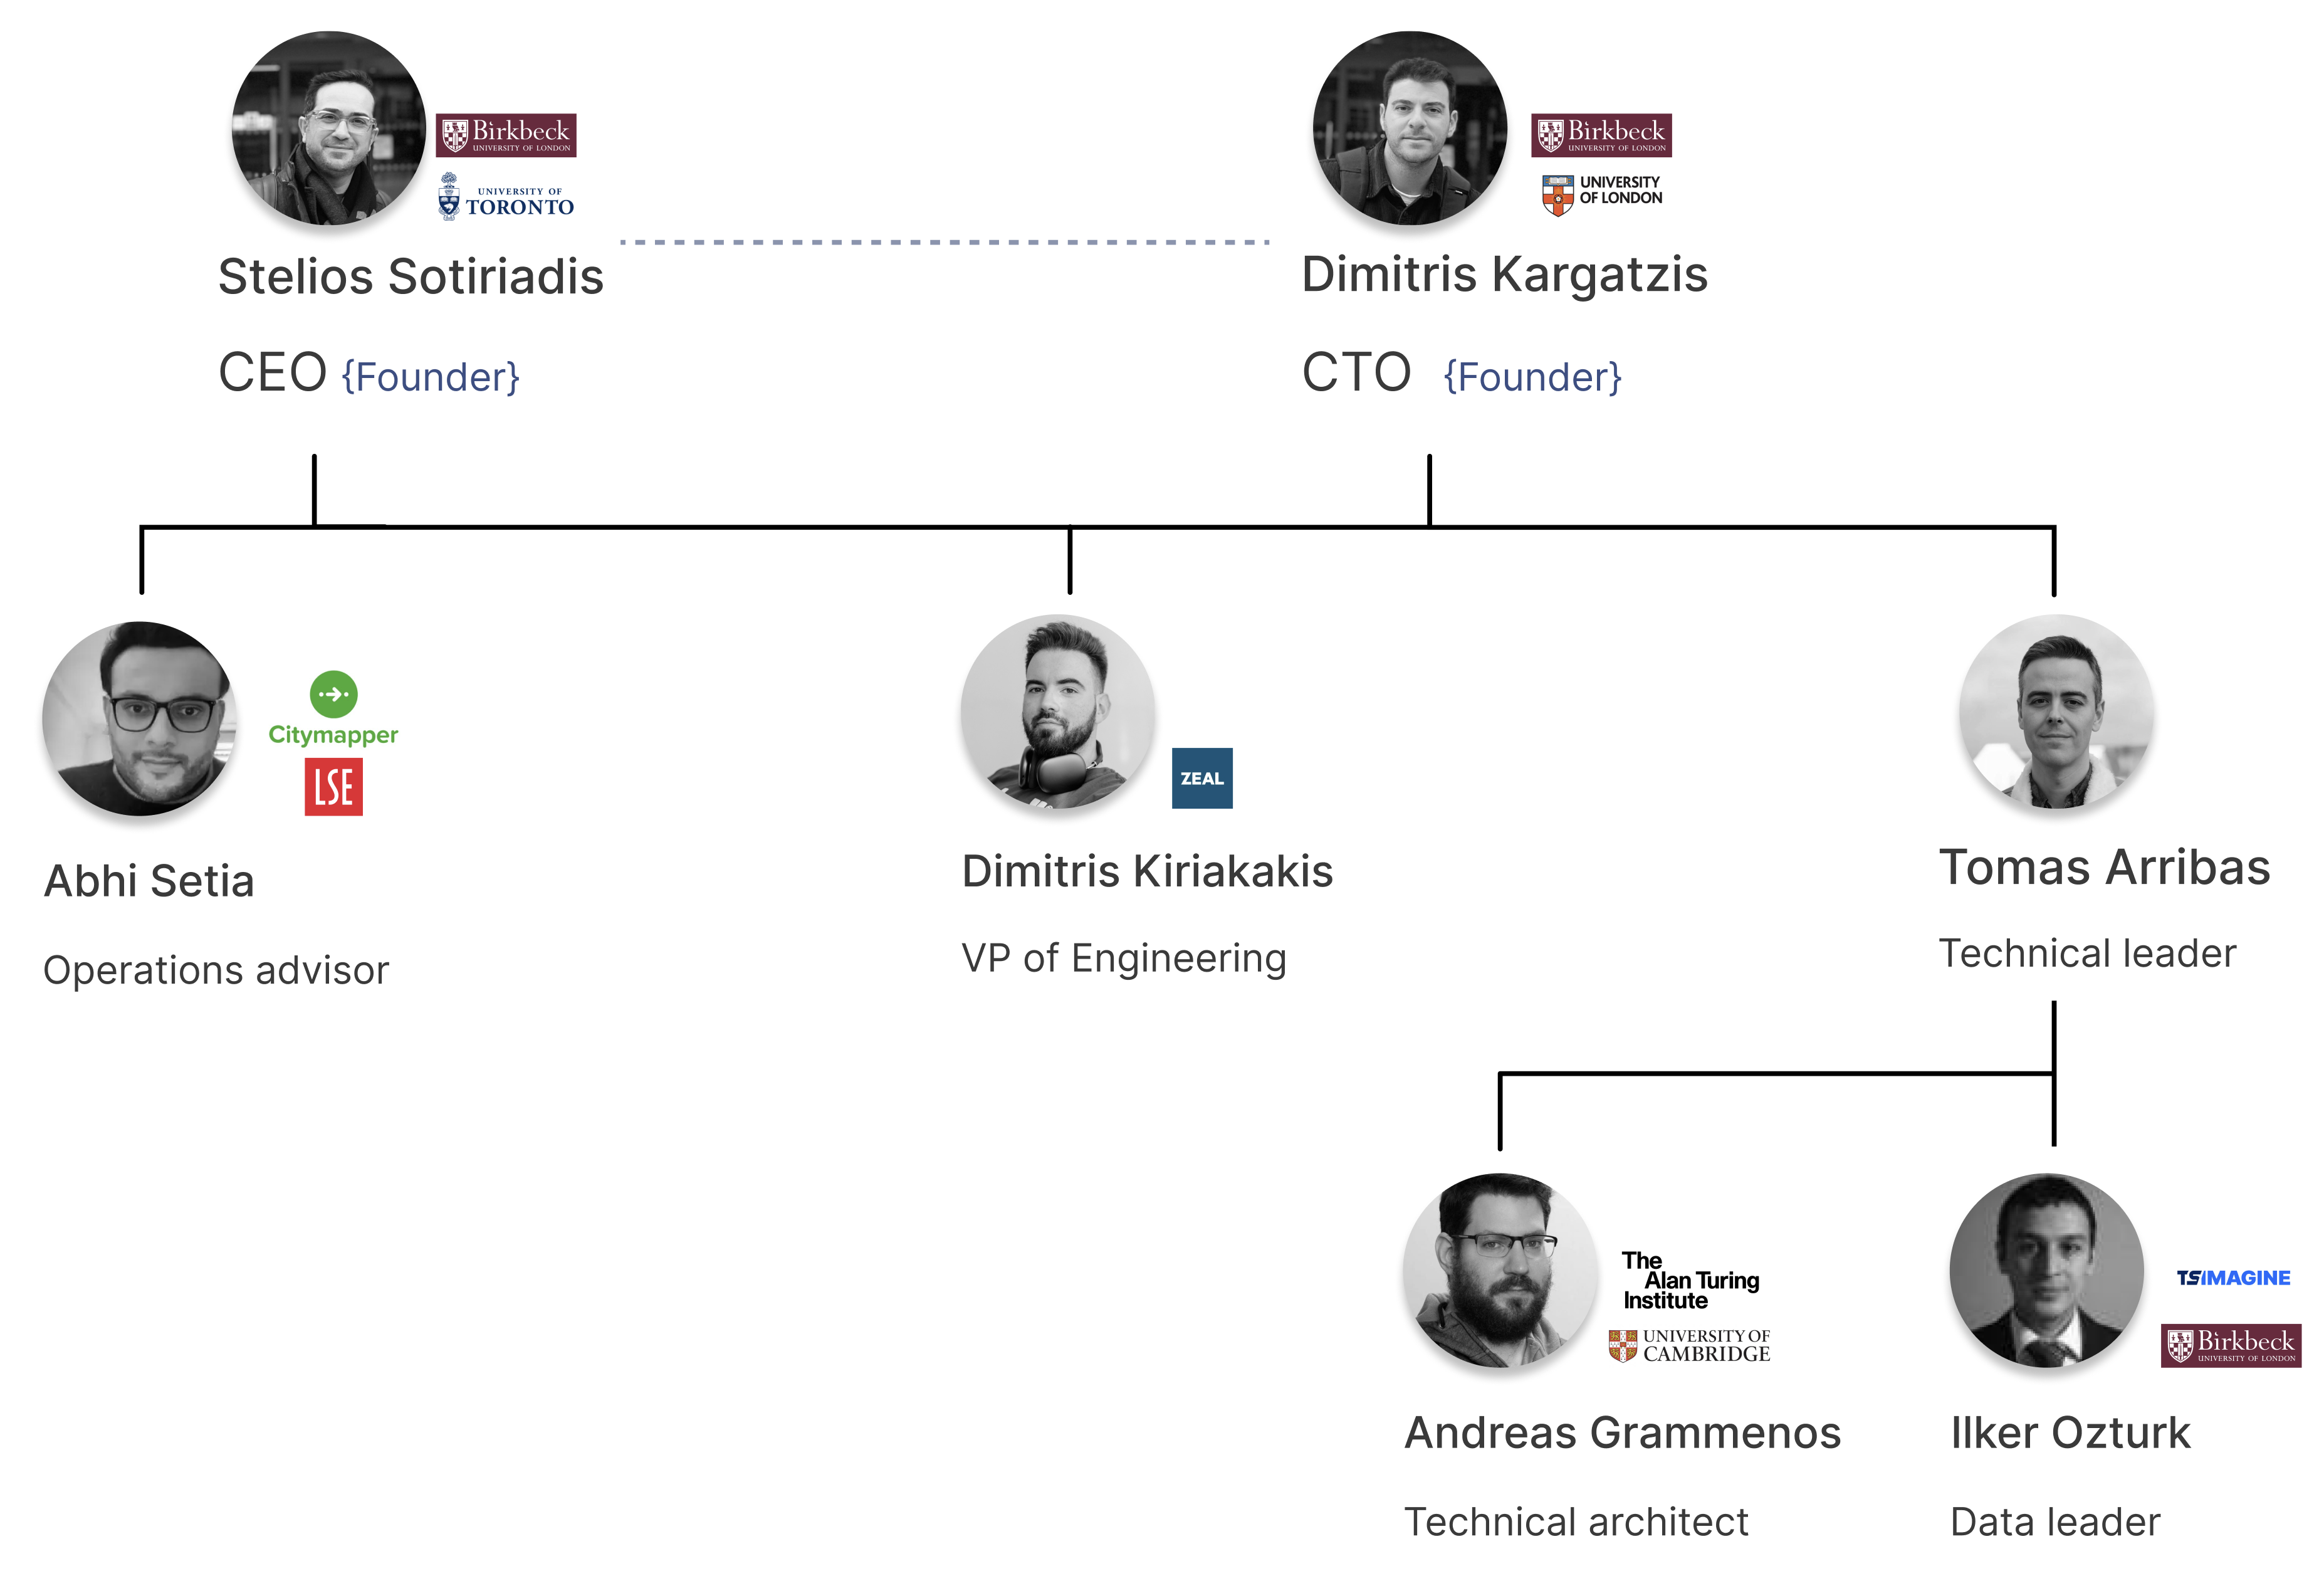 Birkbeck
UNIVERSITY OF LONDON
UNIVERSITY OF
TORONTO
Stelios Sotiriadis
CEO {Founder}
Birkbeck
UNIVERSITY OF LONDON
UNIVERSITY
OF LONDON
Dimitris Kargatzis
CTO {Founder}
Citymapper
LSE
Abhi Setia
Operations advisor
ZEAL
Dimitris Kiriakakis
VP of Engineering
Tomas Arribas
Technical leader
The
Alan Turing
Institute
UNIVERSITY OF
CAMBRIDGE
Andreas Grammenos
Technical architect
TSIMAGINE
Birkbeck
UNIVERSITY OF LONDON
Ilker Ozturk
Data leader